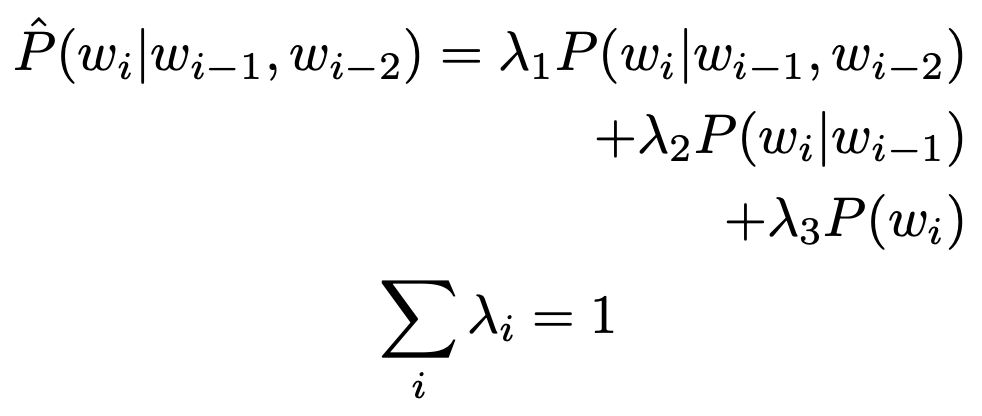 P̂(wᵢ|wᵢ₋₁, wᵢ₋₂) = λ₁P(wᵢ|wᵢ₋₁, wᵢ₋₂)
+λ₂P(wᵢ|wᵢ₋₁)
+λ₃P(wᵢ)
∑ᵢ λᵢ = 1